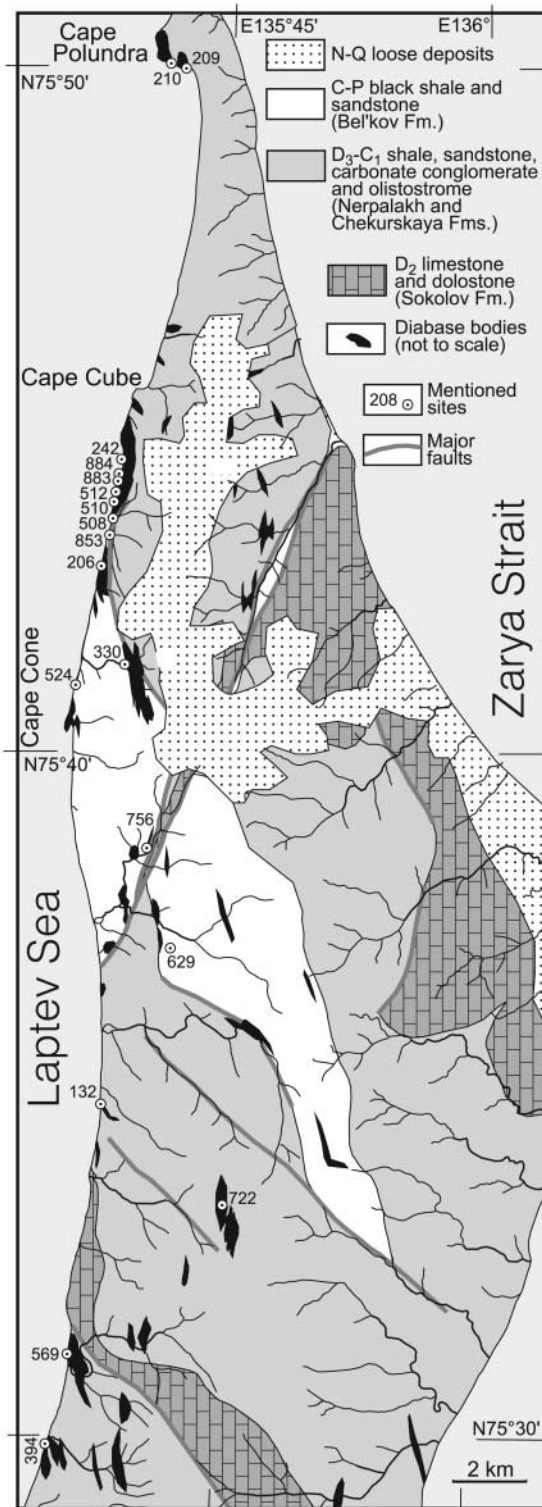 E135°45'
E136°
Cape
Polundra
N75°50'
209
210
N-Q loose deposits
C-P black shale and
sandstone
(Bel'kov Fm.)
D3-C1 shale, sandstone,
carbonate conglomerate
and olistostrome
(Nerpalakh and
Chekurskaya Fms.)
D2 limestone
and dolostone
(Sokolov Fm.)
Diabase bodies
(not to scale)
208
Mentioned
sites
Major
faults
Cape Cube
242
884
883
512
510
508
853
206
330
524
Cape Cone
Zarya Strait
N75°40'
756
629
Laptev Sea
132
722
569
394
N75°30'
2 km